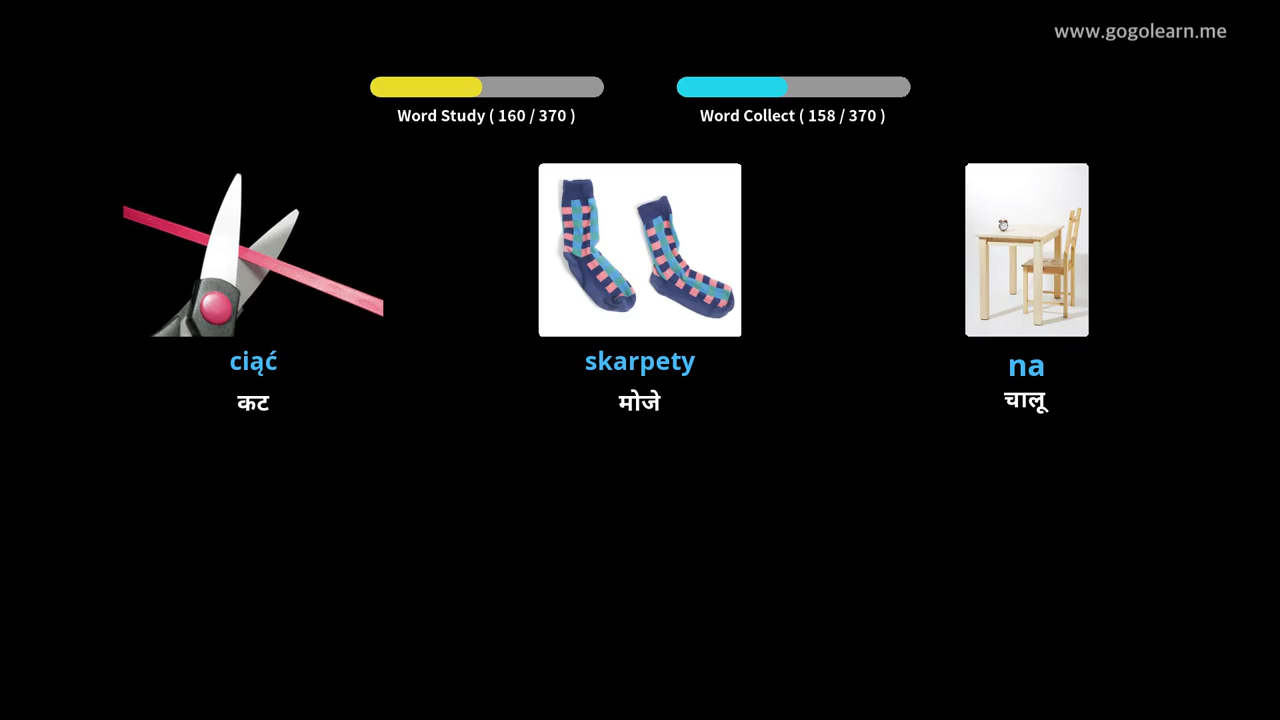 www.gogolearn.me
Word Study ( 160 / 370 )
Word Collect ( 158 / 370 )
ciąć
skarpety
na
कट
मोजे
चालू